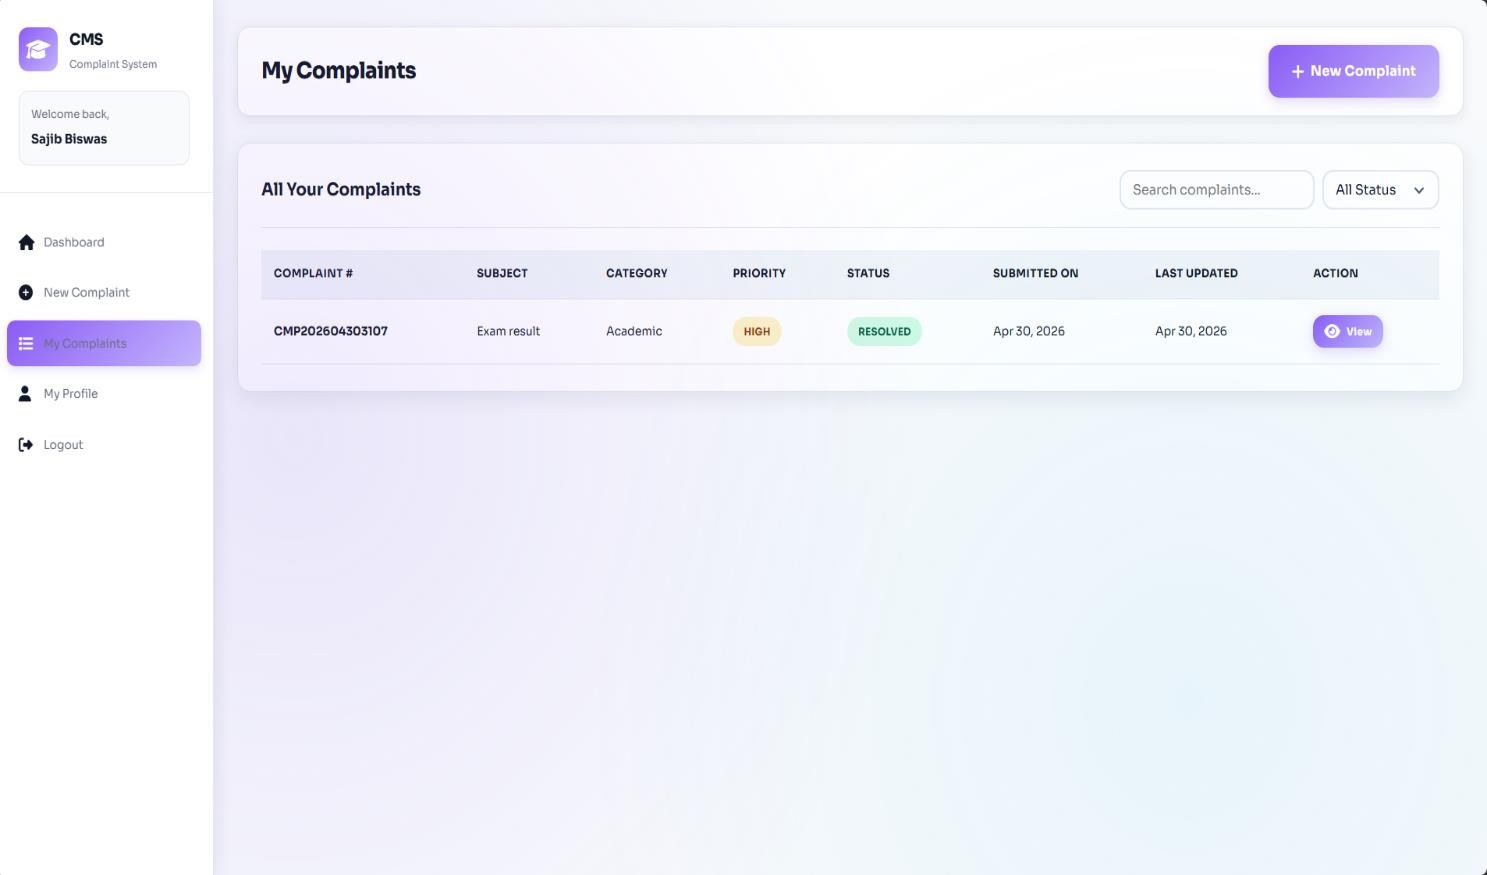 CMS
Complaint System
Welcome back,
Sajib Biswas
Dashboard
New Complaint
My Complaints
My Profile
Logout
My Complaints
+ New Complaint
All Your Complaints
Search complaints...
All Status
COMPLAINT # SUBJECT CATEGORY PRIORITY STATUS SUBMITTED ON LAST UPDATED ACTION
CMP202604303107 Exam result Academic HIGH RESOLVED Apr 30, 2026 Apr 30, 2026 View